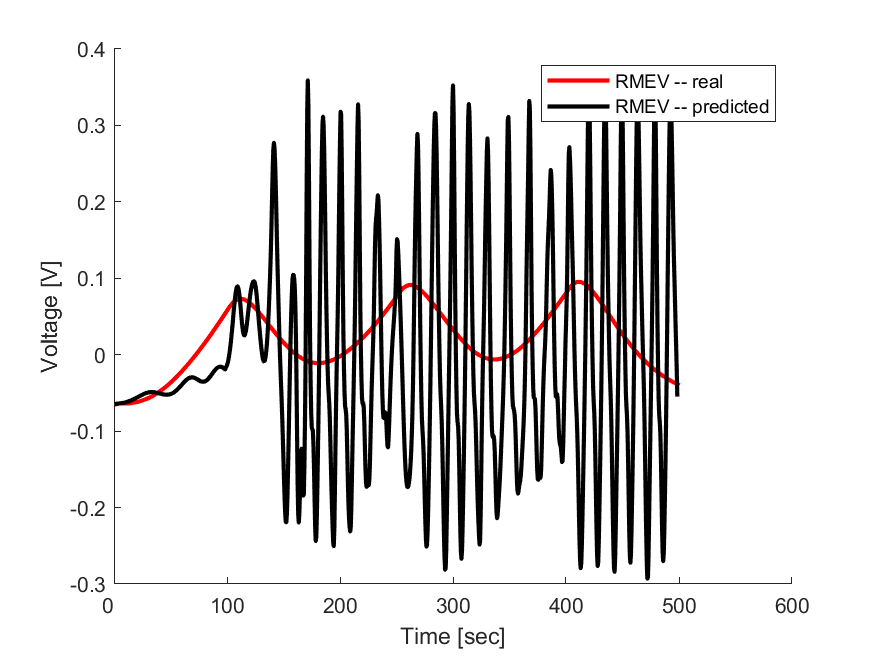 0.4
0.3
0.2
0.1
0
-0.1
-0.2
-0.3
0 100 200 300 400 500 600
Voltage [V]
Time [sec]
RMEV -- real
RMEV -- predicted